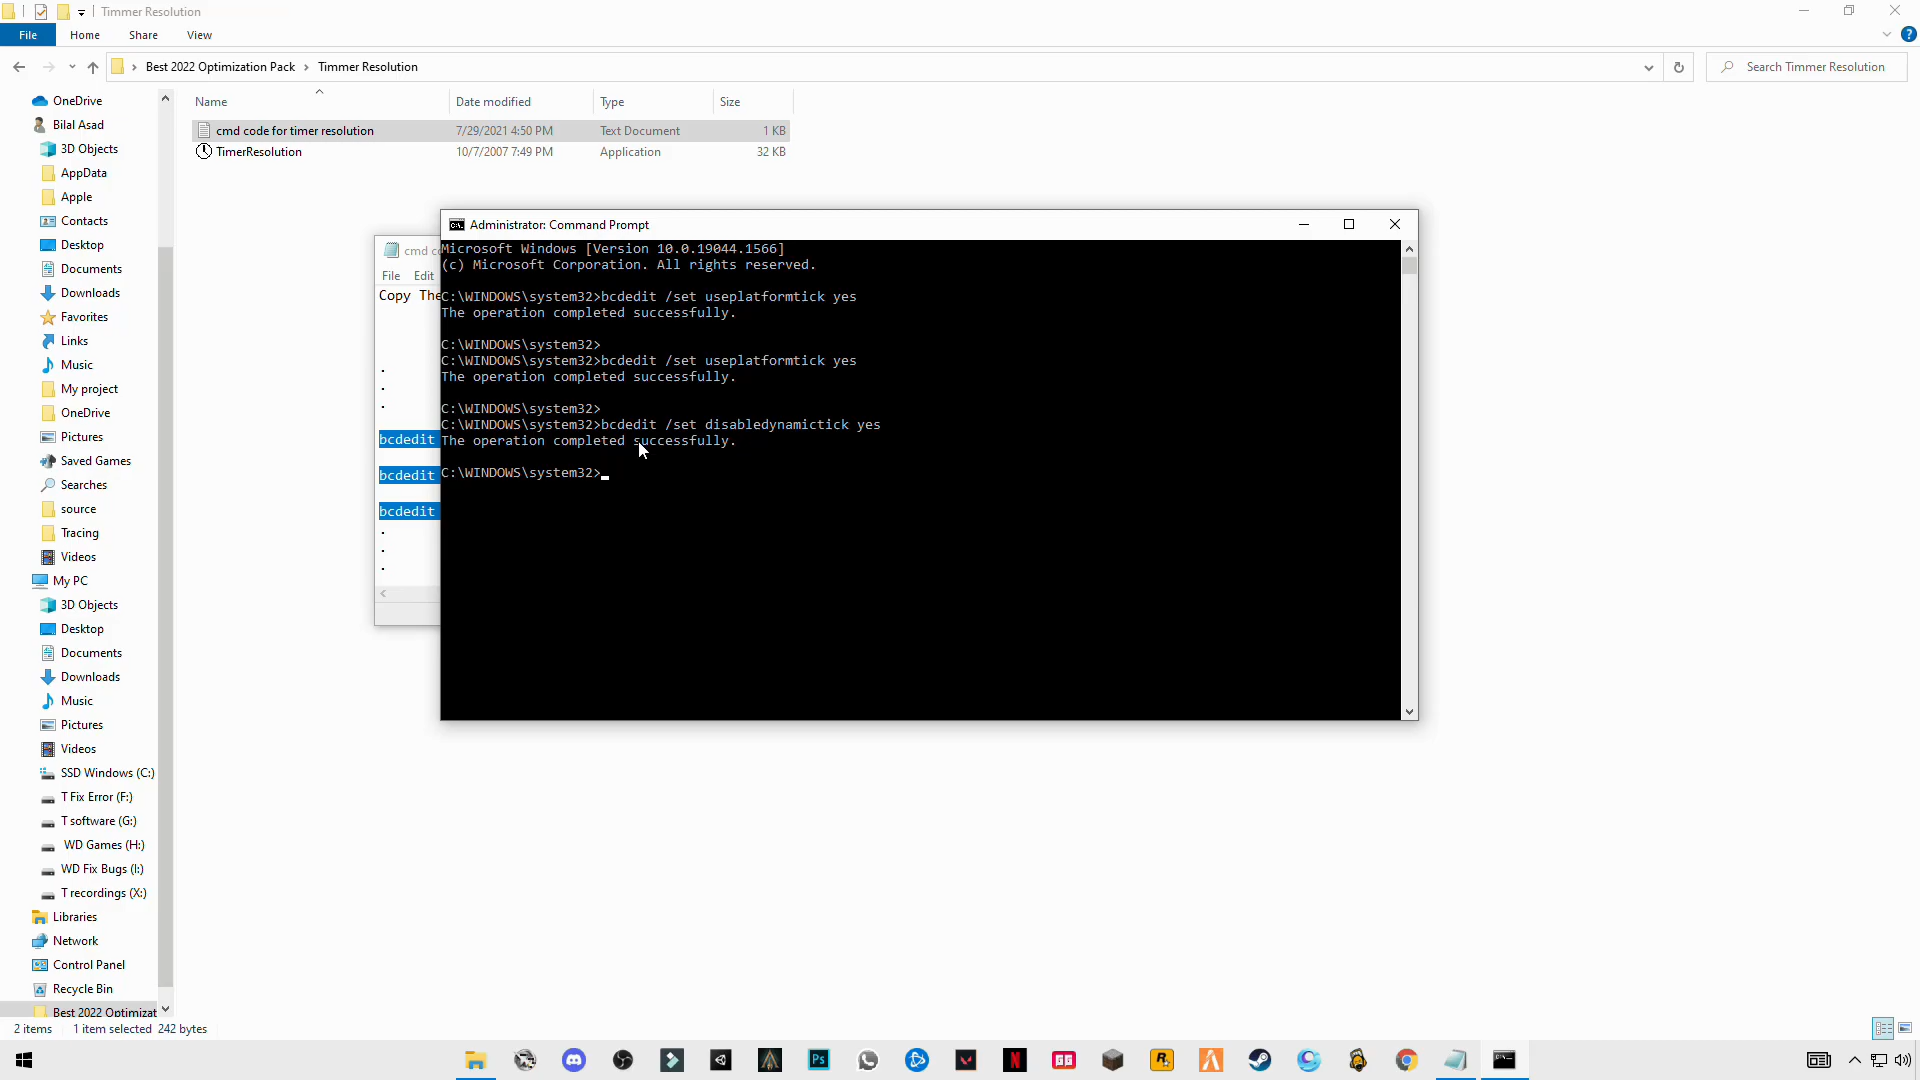 Timmer Resolution
File Home Share View
Best 2022 Optimization Pack Timmer Resolution
Search Timmer Resolution
Name Date modified Type Size
cmd code for timer resolution 7/29/2021 4:50 PM Text Document 1 KB
TimerResolution 10/7/2007 7:49 PM Application 32 KB
OneDrive
Bilal Asad
3D Objects
AppData
Apple
Contacts
Desktop
Documents
Downloads
Favorites
Links
Music
My project
OneDrive
Pictures
Saved Games
Searches
source
Tracing
Videos
My PC
3D Objects
Desktop
Documents
Downloads
Music
Pictures
Videos
SSD Windows (C:)
T Fix Error (F:)
T software (G:)
WD Games (H:)
WD Fix Bugs (I:)
T recordings (X:)
Libraries
Network
Control Panel
Recycle Bin
Best 2022 Optimizat
cmd c
File Edit
Copy The
.
.
.
bcdedit
bcdedit
bcdedit
.
.
.
Administrator: Command Prompt
Microsoft Windows [Version 10.0.19044.1566]
(c) Microsoft Corporation. All rights reserved.
C:\WINDOWS\system32>bcdedit /set useplatformtick yes
The operation completed successfully.
C:\WINDOWS\system32>
C:\WINDOWS\system32>bcdedit /set useplatformtick yes
The operation completed successfully.
C:\WINDOWS\system32>
C:\WINDOWS\system32>bcdedit /set disabledynamictick yes
The operation completed successfully.
C:\WINDOWS\system32>
2 items 1 item selected 242 bytes